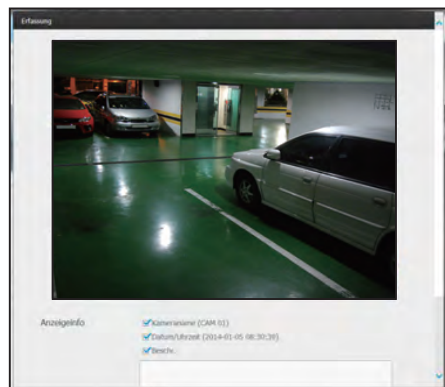 Erfassung
Anzeigeinfo
Kameraname (CAM 01)
Datum/Uhrzeit (2014-01-05 08:30:39)
Beschr.